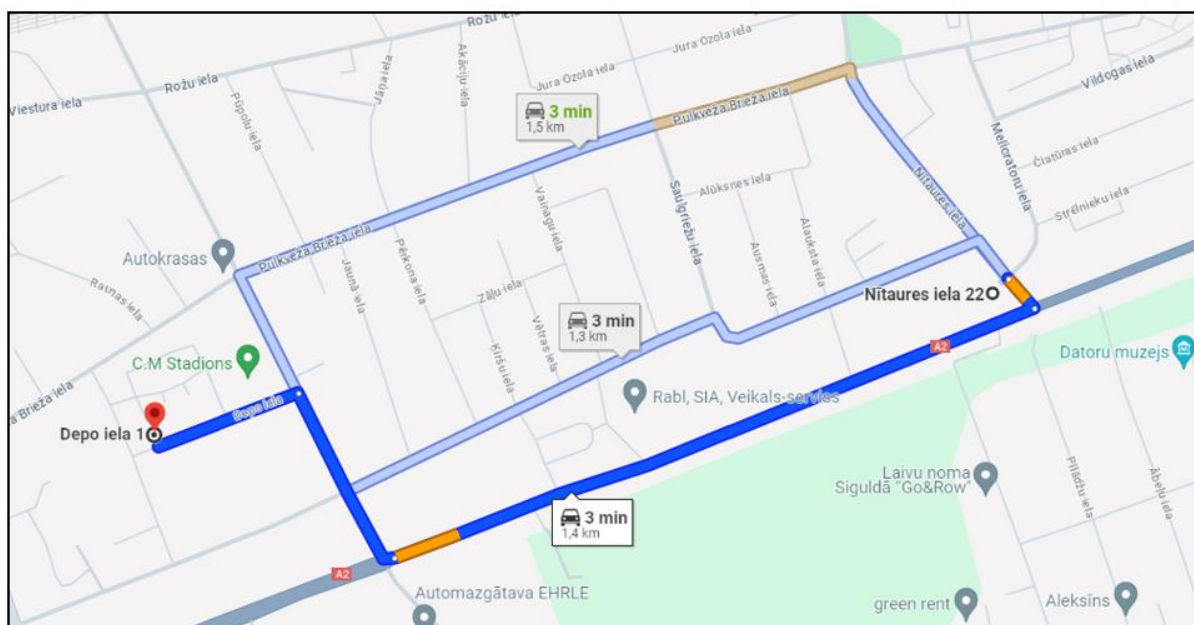 Rožu iela
Jura Ozola iela
Viestura iela
Rožu iela
Pūpolu iela
Jāņa iela
Akāciju iela
Jura Ozola iela
Vildogas iela
3 min
1,5 km
Pulkveža Brieža iela
Melioratoru iela
Čiatūras iela
Saulgriežu iela
Alūksnes iela
Nītaures iela
Strēlnieku iela
Vainagu iela
Ausmas iela
Alauksta iela
Autokrasas
Pulkveža Brieža iela
Pērkona iela
Jaunā iela
Zāļu iela
Raiņas iela
Nītaures iela 22
3 min
1,3 km
Vētras iela
Ķiršu iela
C.M Stadions
A2
Datoru muzejs
a Brieža iela
Rabl, SIA, Veikals-serviss
Depo iela
Depo iela 1
Laivu noma
Siguldā "Go&Row"
Pīlādžu iela
Ābeļu iela
3 min
1,4 km
A2
Automazgātava EHRLE
green rent
Aleksīns